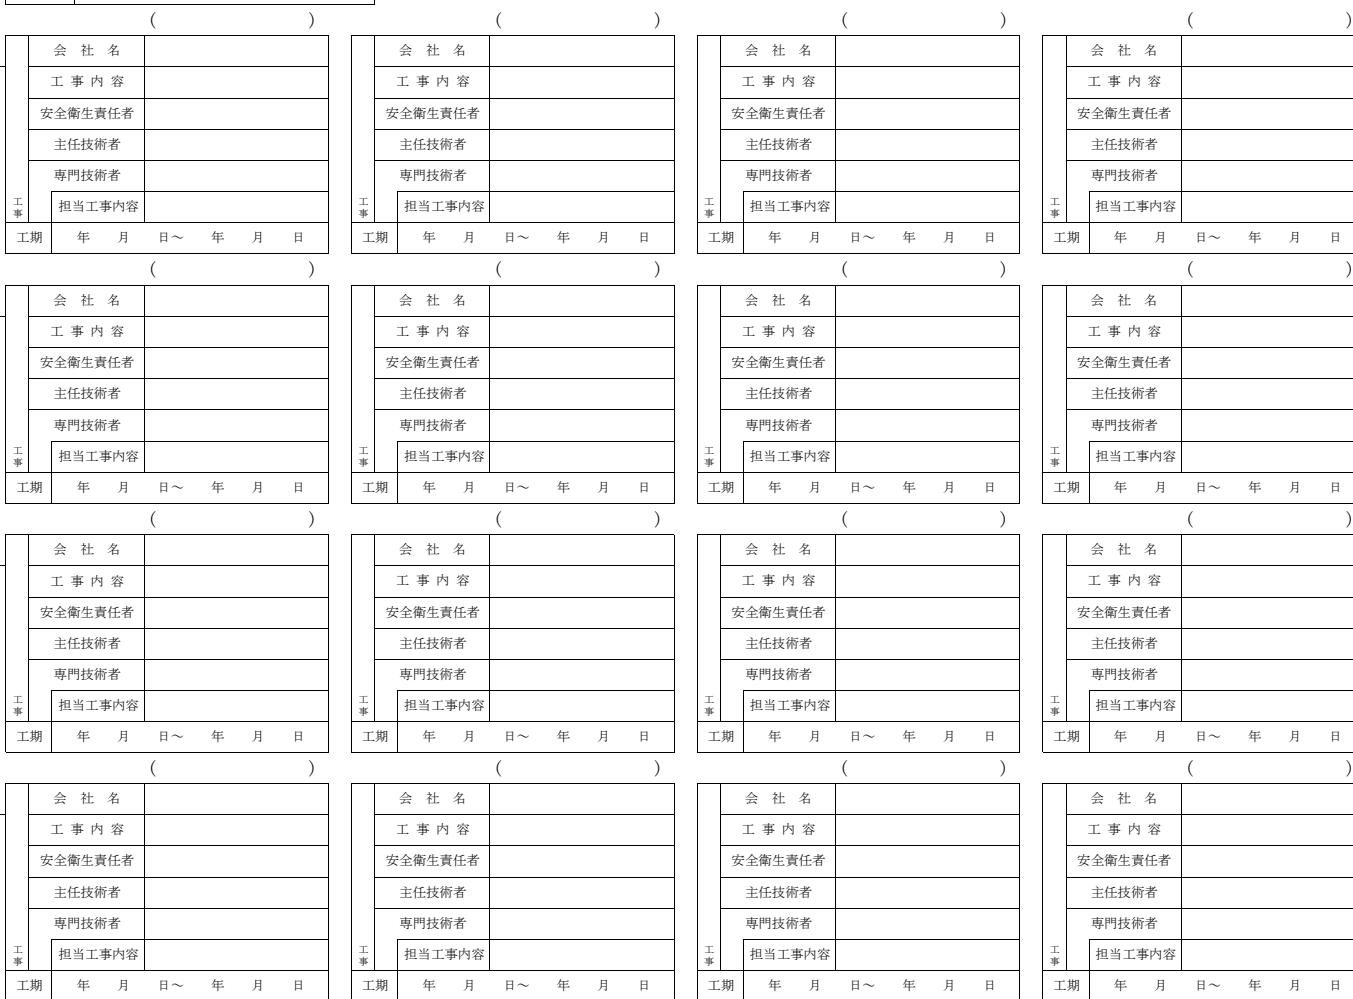 （　　　　　） （　　　　　） （　　　　　） （　　　　　）
会　社　名 会　社　名 会　社　名 会　社　名
工 事 内 容 工 事 内 容 工 事 内 容 工 事 内 容
安全衛生責任者 安全衛生責任者 安全衛生責任者 安全衛生責任者
主任技術者 主任技術者 主任技術者 主任技術者
専門技術者 専門技術者 専門技術者 専門技術者
工事 担当工事内容 工事 担当工事内容 工事 担当工事内容 工事 担当工事内容
工期 年 月 日～ 年 月 日 工期 年 月 日～ 年 月 日 工期 年 月 日～ 年 月 日 工期 年 月 日～ 年 月 日
（　　　　　） （　　　　　） （　　　　　） （　　　　　）
会　社　名 会　社　名 会　社　名 会　社　名
工 事 内 容 工 事 内 容 工 事 内 容 工 事 内 容
安全衛生責任者 安全衛生責任者 安全衛生責任者 安全衛生責任者
主任技術者 主任技術者 主任技術者 主任技術者
専門技術者 専門技術者 専門技術者 専門技術者
工事 担当工事内容 工事 担当工事内容 工事 担当工事内容 工事 担当工事内容
工期 年 月 日～ 年 月 日 工期 年 月 日～ 年 月 日 工期 年 月 日～ 年 月 日 工期 年 月 日～ 年 月 日
（　　　　　） （　　　　　） （　　　　　） （　　　　　）
会　社　名 会　社　名 会　社　名 会　社　名
工 事 内 容 工 事 内 容 工 事 内 容 工 事 内 容
安全衛生責任者 安全衛生責任者 安全衛生責任者 安全衛生責任者
主任技術者 主任技術者 主任技術者 主任技術者
専門技術者 専門技術者 専門技術者 専門技術者
工事 担当工事内容 工事 担当工事内容 工事 担当工事内容 工事 担当工事内容
工期 年 月 日～ 年 月 日 工期 年 月 日～ 年 月 日 工期 年 月 日～ 年 月 日 工期 年 月 日～ 年 月 日
（　　　　　） （　　　　　） （　　　　　） （　　　　　）
会　社　名 会　社　名 会　社　名 会　社　名
工 事 内 容 工 事 内 容 工 事 内 容 工 事 内 容
安全衛生責任者 安全衛生責任者 安全衛生責任者 安全衛生責任者
主任技術者 主任技術者 主任技術者 主任技術者
専門技術者 専門技術者 専門技術者 専門技術者
工事 担当工事内容 工事 担当工事内容 工事 担当工事内容 工事 担当工事内容
工期 年 月 日～ 年 月 日 工期 年 月 日～ 年 月 日 工期 年 月 日～ 年 月 日 工期 年 月 日～ 年 月 日